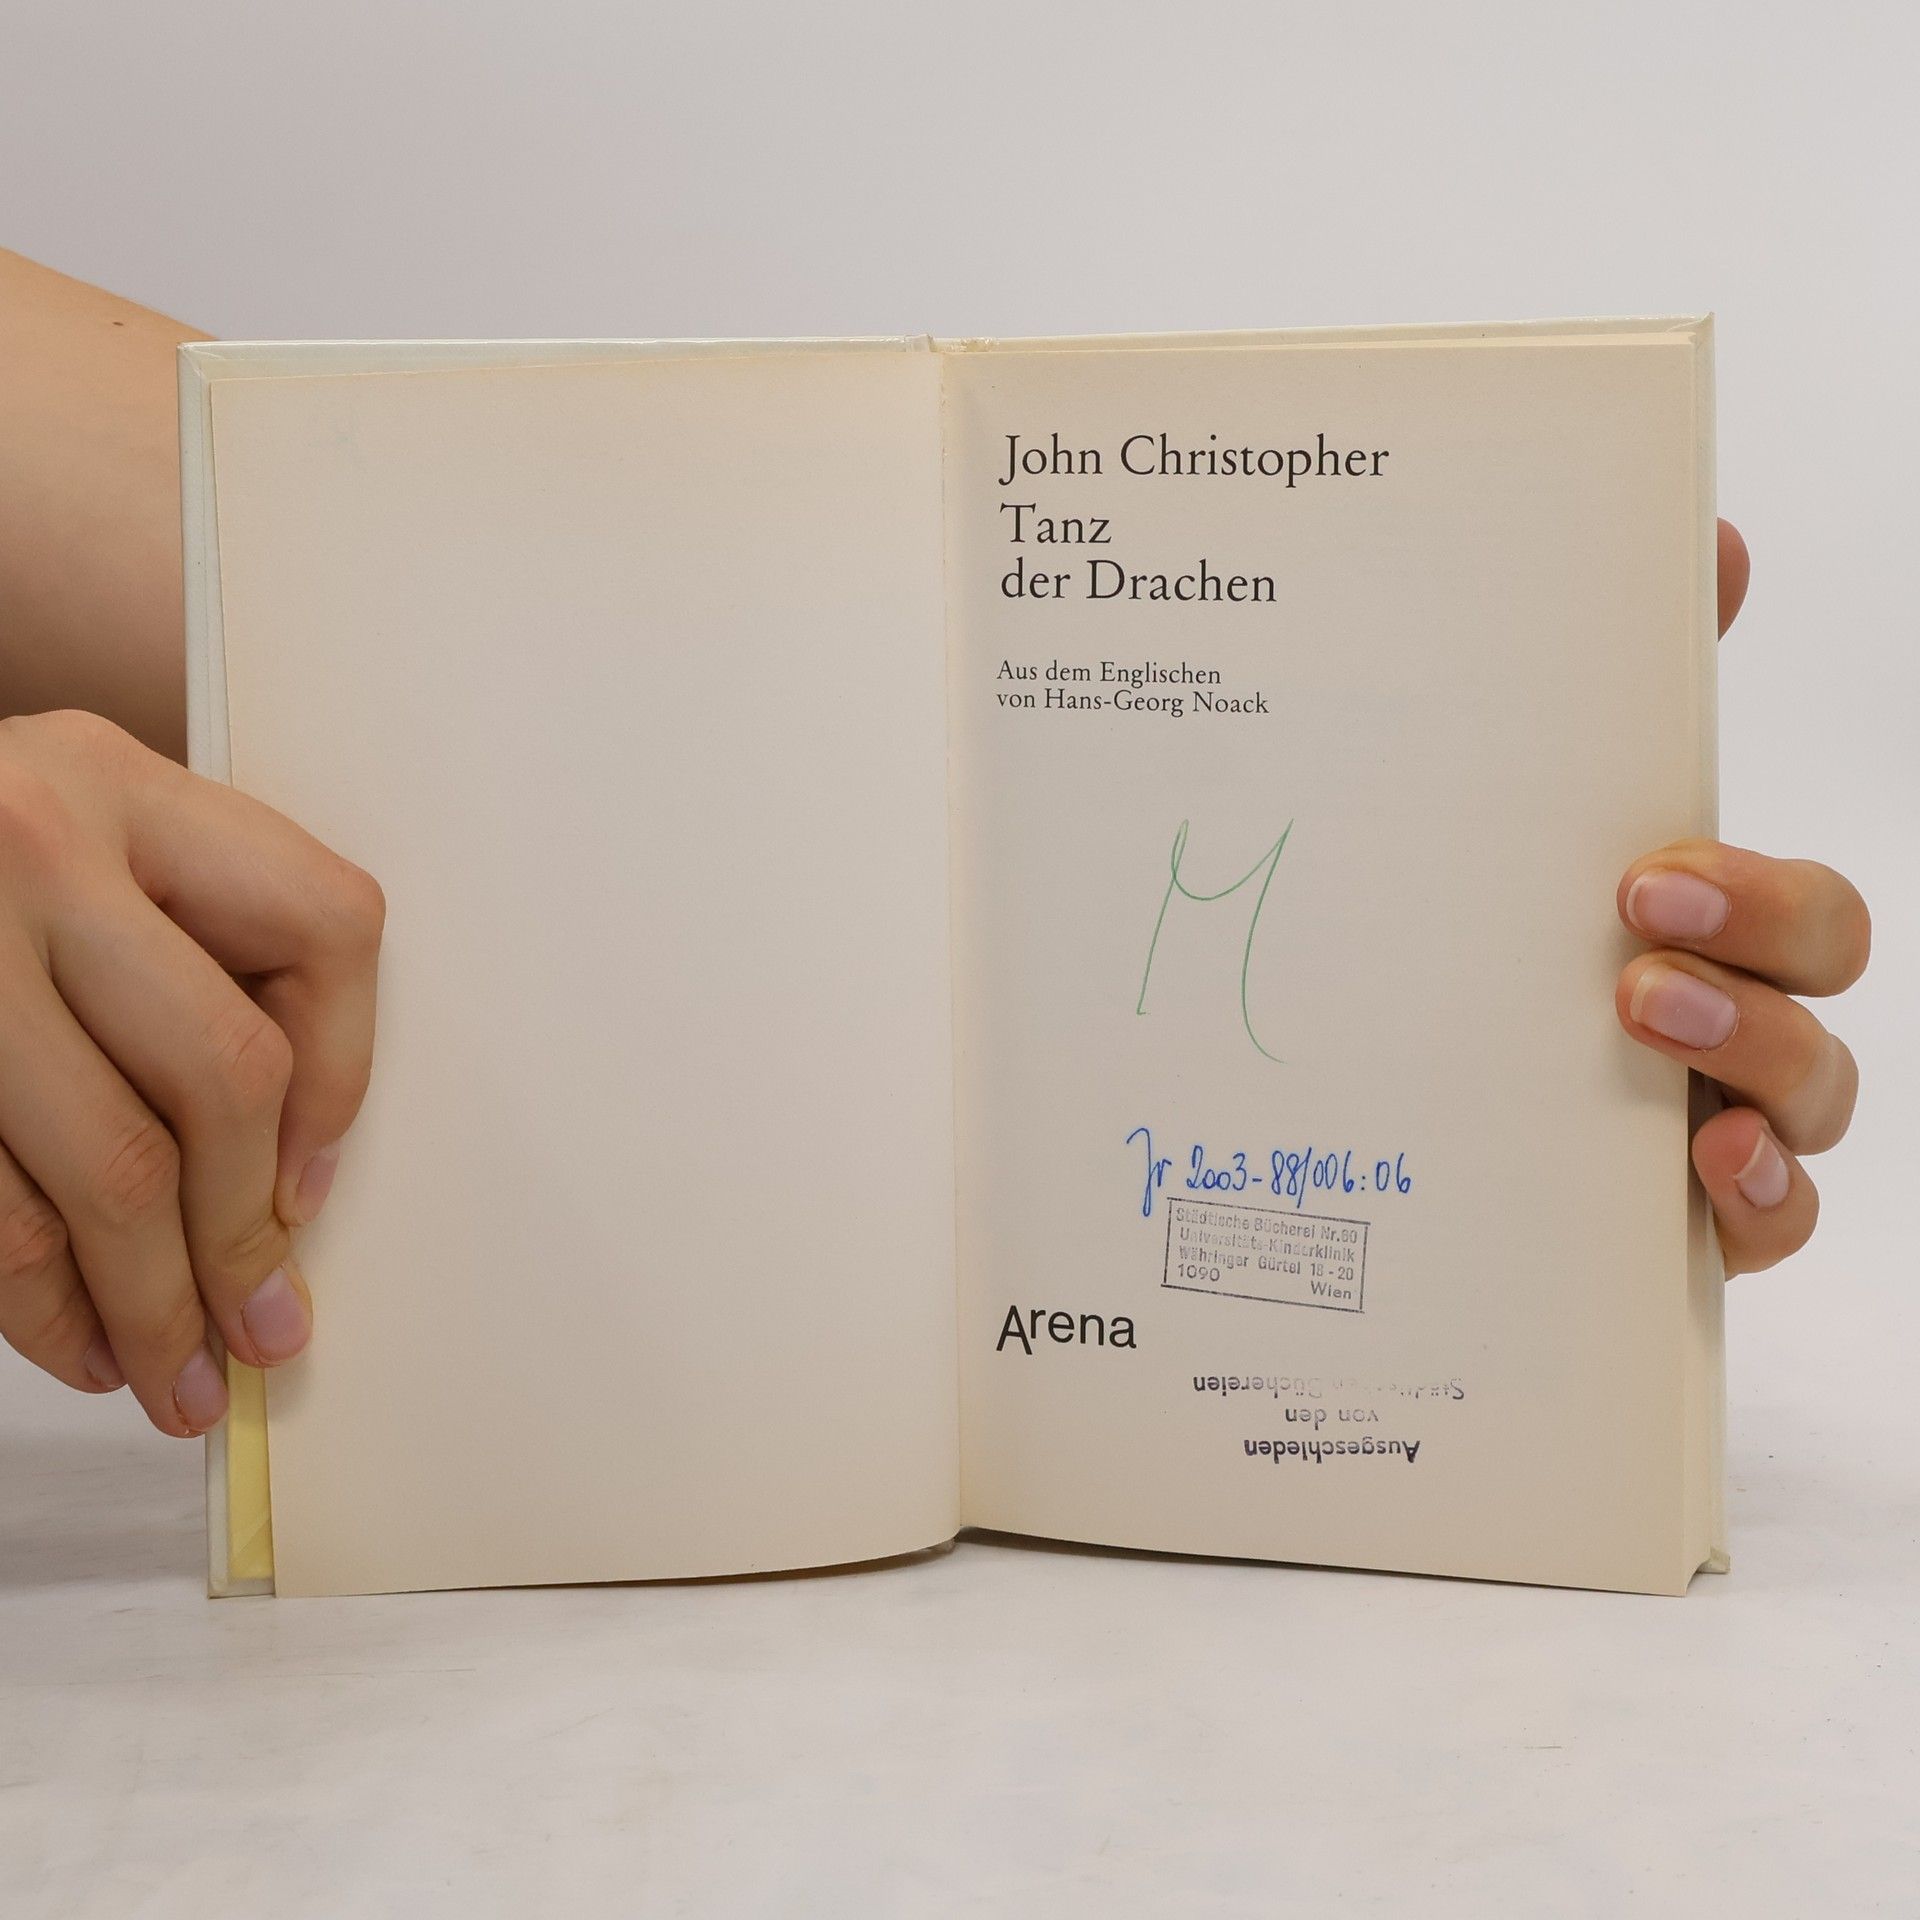 John Christopher
Tanz
der Drachen
Aus dem Englischen
von Hans-Georg Noack
M
Jr 2003-88/006:06
Städtische Bücherei Nr.60
Universitäts-Kinderklinik
Währinger Gürtel 18-20
1090 Wien
Arena
Ausgeschieden
von den
Städtischen Büchereien